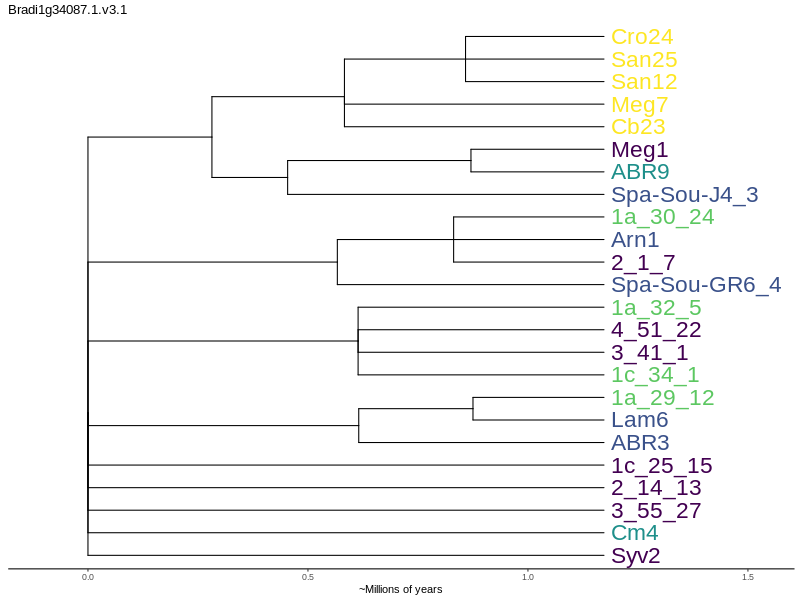 Bradi1g34087.1.v3.1
Cro24
San25
San12
Meg7
Cb23
Meg1
ABR9
Spa-Sou-J4_3
1a_30_24
Arn1
2_1_7
Spa-Sou-GR6_4
1a_32_5
4_51_22
3_41_1
1c_34_1
1a_29_12
Lam6
ABR3
1c_25_15
2_14_13
3_55_27
Cm4
Syv2
0.0 0.5 1.0 1.5
~Millions of years